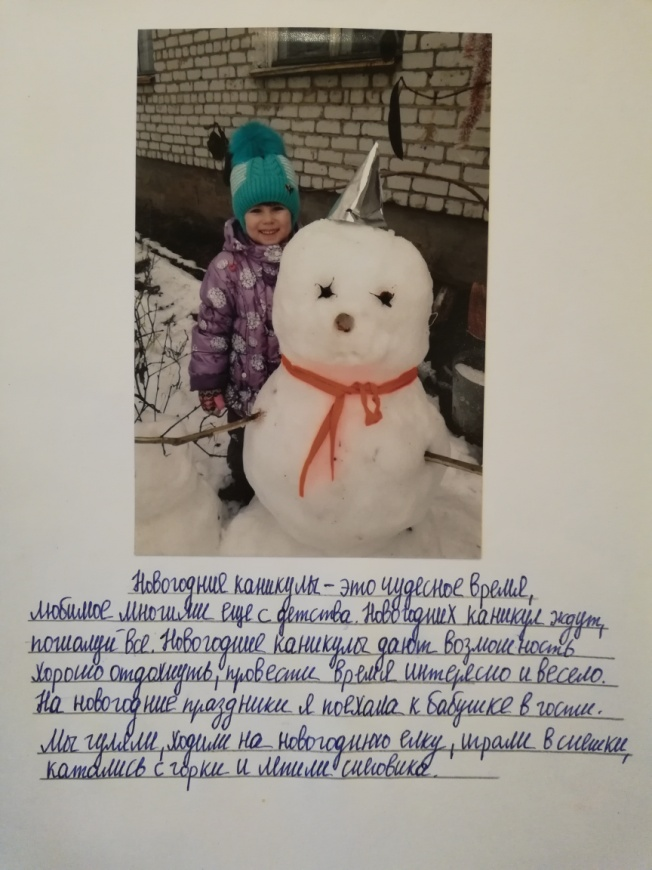 Новогодние каникулы - это чудесное время,
любимое многими еще с детства. Новогодних каникул ждут,
пожалуй все. Новогодние каникулы дают возможность
хорошо отдохнуть, провести время интересно и весело.
На новогодние праздники я поехала к бабушке в гости.
Мы гуляли, ходили на новогоднюю елку, играли в снежки,
катались с горки и лепили снеговика.